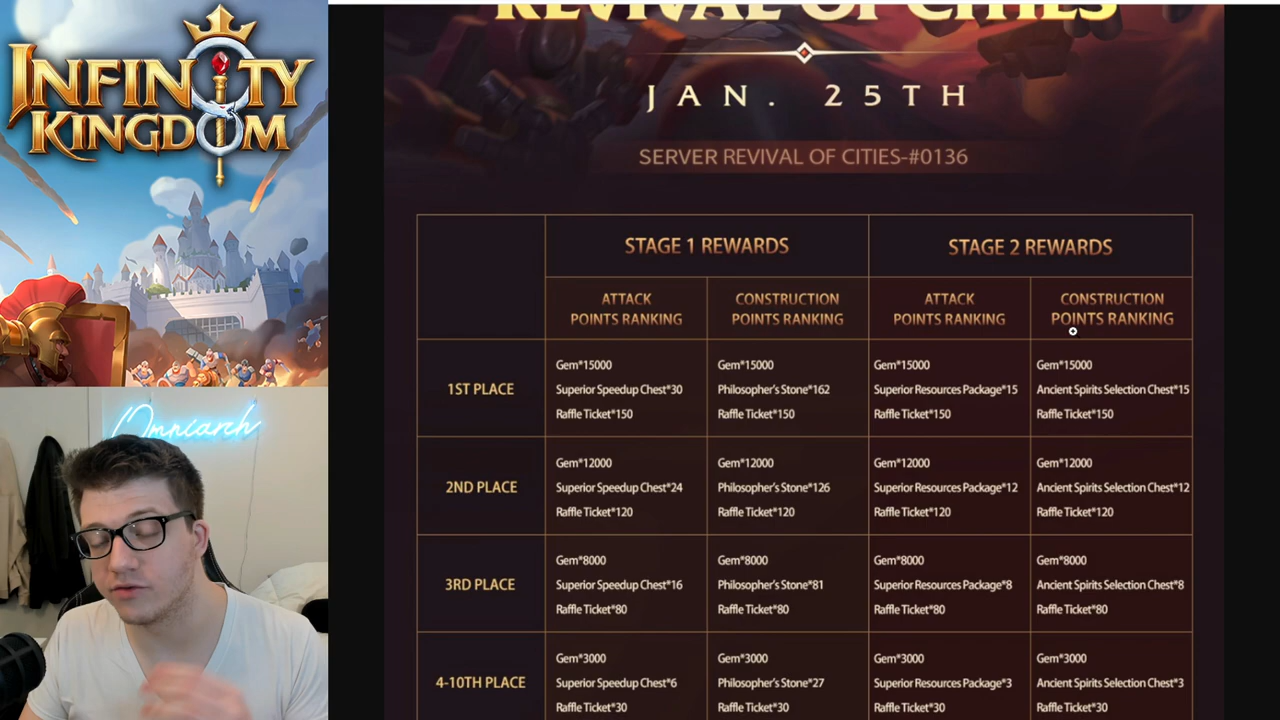 INFINITY
KINGDOM
Omniarch
REVIVAL OF CITIES
JAN. 25TH
SERVER REVIVAL OF CITIES-#0136
STAGE 1 REWARDS
STAGE 2 REWARDS
ATTACK
POINTS RANKING
CONSTRUCTION
POINTS RANKING
ATTACK
POINTS RANKING
CONSTRUCTION
POINTS RANKING
1ST PLACE
Gem*15000
Superior Speedup Chest*30
Raffle Ticket*150
Gem*15000
Philosopher's Stone*162
Raffle Ticket*150
Gem*15000
Superior Resources Package*15
Raffle Ticket*150
Gem*15000
Ancient Spirits Selection Chest*15
Raffle Ticket*150
2ND PLACE
Gem*12000
Superior Speedup Chest*24
Raffle Ticket*120
Gem*12000
Philosopher's Stone*126
Raffle Ticket*120
Gem*12000
Superior Resources Package*12
Raffle Ticket*120
Gem*12000
Ancient Spirits Selection Chest*12
Raffle Ticket*120
3RD PLACE
Gem*8000
Superior Speedup Chest*16
Raffle Ticket*80
Gem*8000
Philosopher's Stone*81
Raffle Ticket*80
Gem*8000
Superior Resources Package*8
Raffle Ticket*80
Gem*8000
Ancient Spirits Selection Chest*8
Raffle Ticket*80
4-10TH PLACE
Gem*3000
Superior Speedup Chest*6
Raffle Ticket*30
Gem*3000
Philosopher's Stone*27
Raffle Ticket*30
Gem*3000
Superior Resources Package*3
Raffle Ticket*30
Gem*3000
Ancient Spirits Selection Chest*3
Raffle Ticket*30